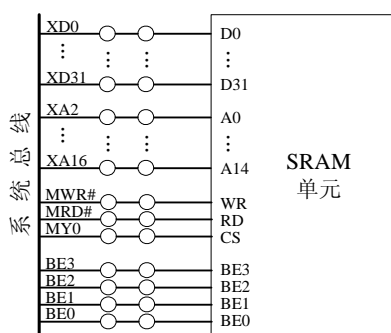 XD0 D0
XD31 D31
XA2 A0
XA16 A14
MWR# WR
MRD# RD
MY0 CS
BE3 BE3
BE2 BE2
BE1 BE1
BE0 BE0
系统总线
SRAM
单元